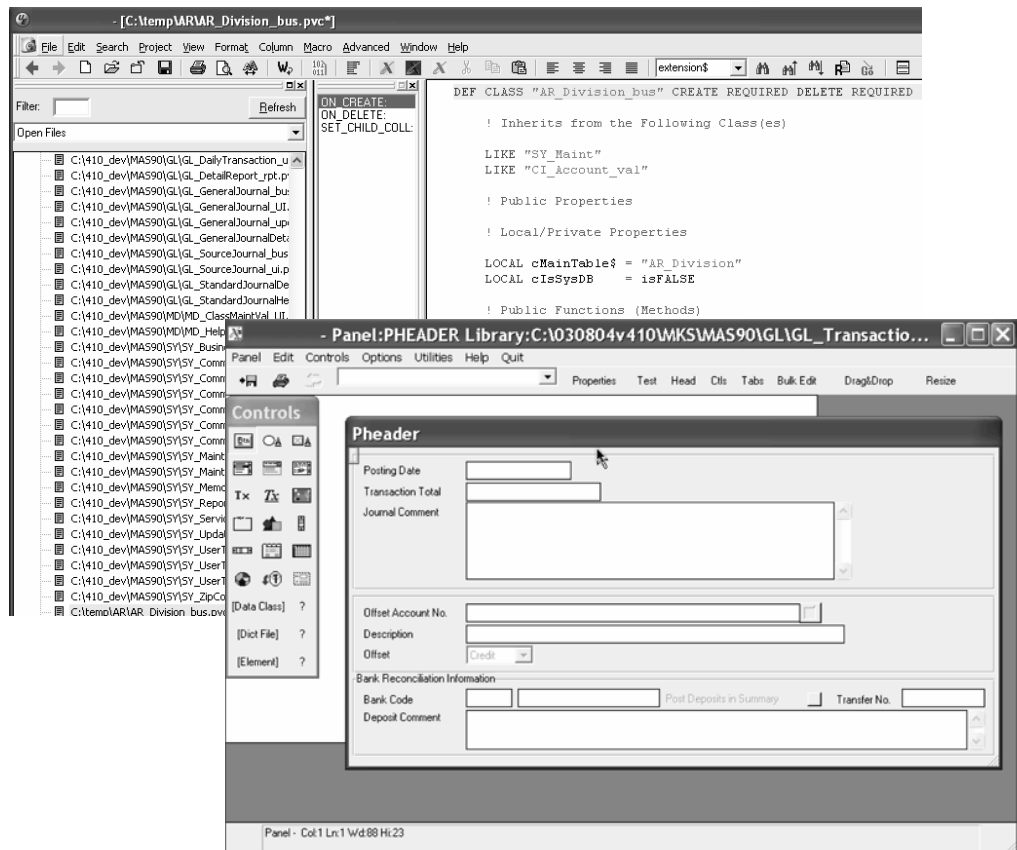 - [C:\temp\AR\AR_Division_bus.pvc*]
File Edit Search Project View Format Column Macro Advanced Window Help
extension$
Filter:
Refresh
Open Files
C:\410_dev\MAS90\GL\GL_DailyTransaction_u
C:\410_dev\MAS90\GL\GL_DetailReport_rpt.p
C:\410_dev\MAS90\GL\GL_GeneralJournal_bus
C:\410_dev\MAS90\GL\GL_GeneralJournal_UI.
C:\410_dev\MAS90\GL\GL_GeneralJournal_upd
C:\410_dev\MAS90\GL\GL_GeneralJournalDeta
C:\410_dev\MAS90\GL\GL_SourceJournal_bus
C:\410_dev\MAS90\GL\GL_SourceJournal_ui.p
C:\410_dev\MAS90\GL\GL_StandardJournalDe
C:\410_dev\MAS90\GL\GL_StandardJournalHe
C:\410_dev\MAS90\MD\MD_ClassMaintVal_UI.
C:\410_dev\MAS90\MD\MD_Help
C:\410_dev\MAS90\SY\SY_Busin
C:\410_dev\MAS90\SY\SY_Comm
C:\410_dev\MAS90\SY\SY_Comm
C:\410_dev\MAS90\SY\SY_Comm
C:\410_dev\MAS90\SY\SY_Comm
C:\410_dev\MAS90\SY\SY_Comm
C:\410_dev\MAS90\SY\SY_Comm
C:\410_dev\MAS90\SY\SY_Maint
C:\410_dev\MAS90\SY\SY_Maint
C:\410_dev\MAS90\SY\SY_Memo
C:\410_dev\MAS90\SY\SY_Repor
C:\410_dev\MAS90\SY\SY_Servic
C:\410_dev\MAS90\SY\SY_Updat
C:\410_dev\MAS90\SY\SY_UserT
C:\410_dev\MAS90\SY\SY_UserT
C:\410_dev\MAS90\SY\SY_UserT
C:\410_dev\MAS90\SY\SY_ZipCo
C:\temp\AR\AR_Division_bus.pvc
ON_CREATE:
ON_DELETE:
SET_CHILD_COLL:
DEF CLASS "AR_Division_bus" CREATE REQUIRED DELETE REQUIRED
! Inherits from the Following Class(es)
LIKE "SY_Maint"
LIKE "CI_Account_val"
! Public Properties
! Local/Private Properties
LOCAL cMainTable$ = "AR_Division"
LOCAL cIsSysDB = isFALSE
! Public Functions (Methods)
- Panel:PHEADER Library:C:\030804v410\MKS\MAS90\GL\GL_Transactio...
Panel Edit Controls Options Utilities Help Quit
Properties Test Head Ctls Tabs Bulk Edit Drag&Drop Resize
Controls
[Data Class] ?
[Dict File] ?
[Element] ?
Pheader
Posting Date
Transaction Total
Journal Comment
Offset Account No.
Description
Offset Credit
Bank Reconciliation Information
Bank Code Post Deposits in Summary Transfer No.
Deposit Comment
Panel - Col:1 Ln:1 Wd:88 Hi:23